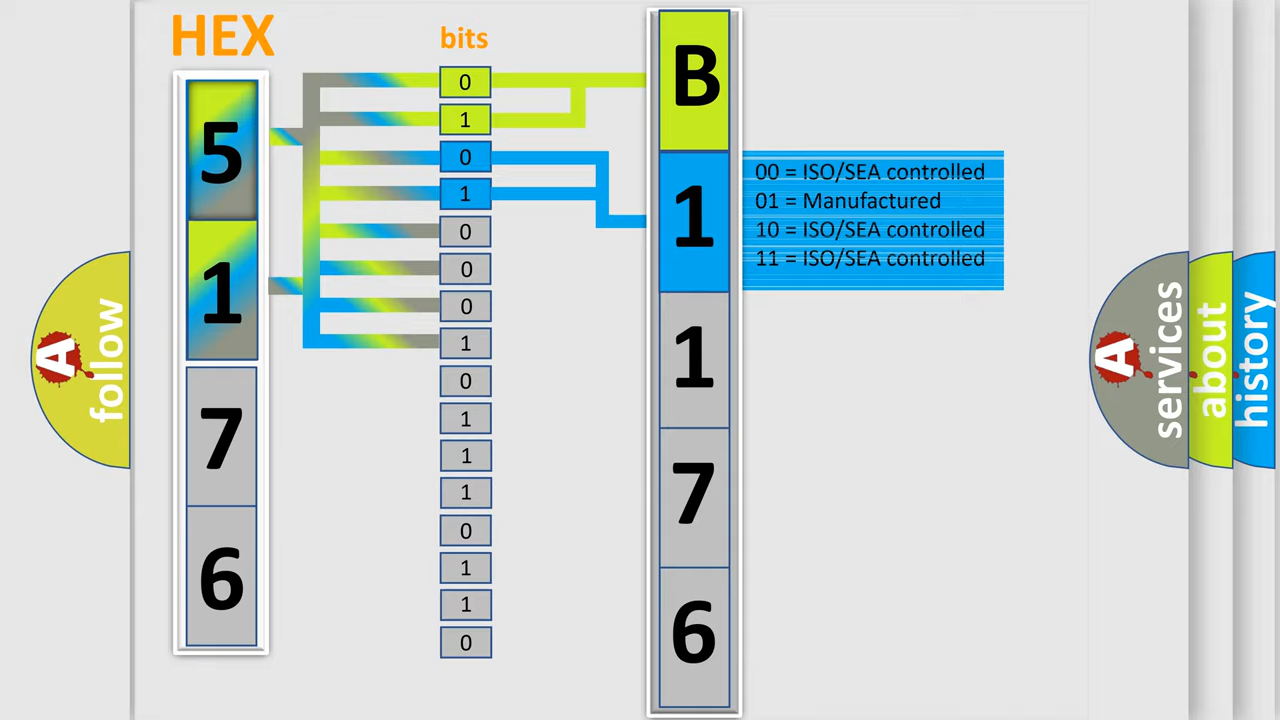 HEX
5
1
7
6
bits
0
1
0
1
0
0
0
1
0
1
1
1
0
1
1
0
B
1
1
7
6
00 = ISO/SEA controlled
01 = Manufactured
10 = ISO/SEA controlled
11 = ISO/SEA controlled
A
follow
A
services
about
history